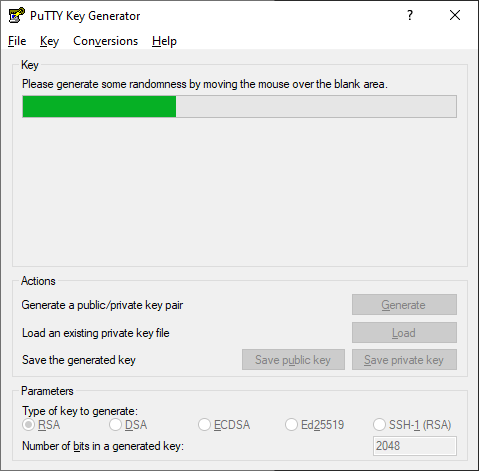 PuTTY Key Generator
File Key Conversions Help
Key
Please generate some randomness by moving the mouse over the blank area.
Actions
Generate a public/private key pair Generate
Load an existing private key file Load
Save the generated key Save public key Save private key
Parameters
Type of key to generate:
RSA DSA ECDSA Ed25519 SSH-1 (RSA)
Number of bits in a generated key: 2048